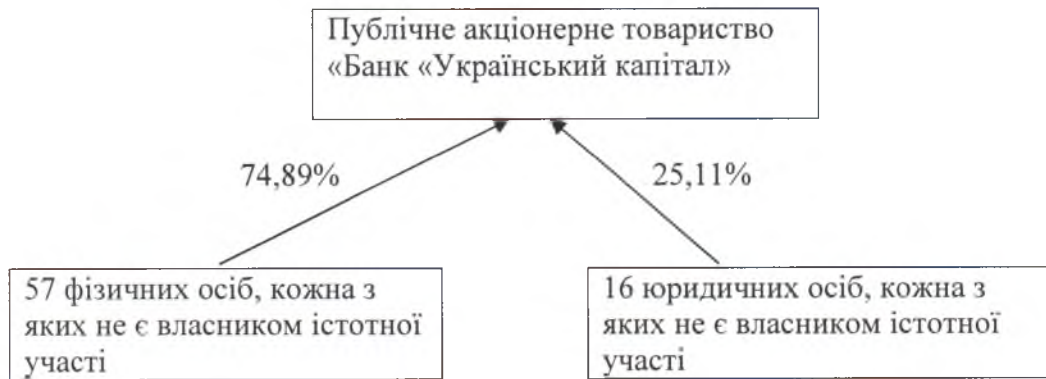 Публічне акціонерне товариство
«Банк «Український капітал»
74,89%
25,11%
57 фізичних осіб, кожна з
яких не є власником істотної
участі
16 юридичних осіб, кожна з
яких не є власником істотної
участі